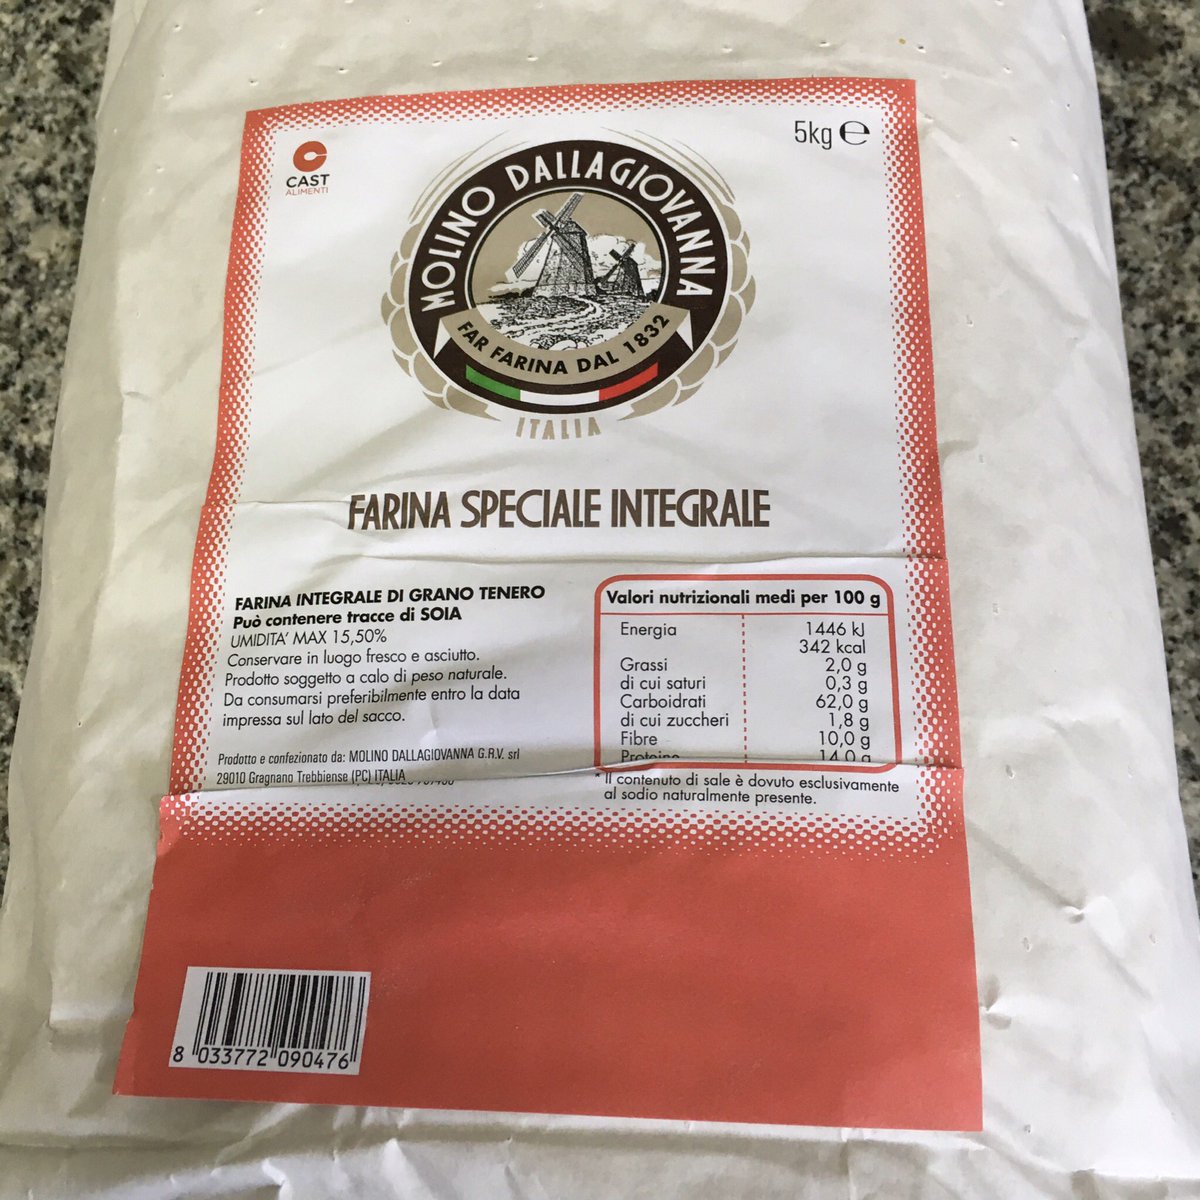 5kg ℮
CAST
ALIMENTI
MOLINO DALLAGIOVANNA
FAR FARINA DAL 1832
ITALIA
FARINA SPECIALE INTEGRALE
FARINA INTEGRALE DI GRANO TENERO
Può contenere tracce di SOIA
UMIDITA' MAX 15,50%
Conservare in luogo fresco e asciutto.
Prodotto soggetto a calo di peso naturale.
Da consumarsi preferibilmente entro la data
impressa sul lato del sacco.
Prodotto e confezionato da: MOLINO DALLAGIOVANNA G.R.V. srl
29010 Gragnano Trebbiense (PC) ITALIA
Valori nutrizionali medi per 100 g
Energia 1446 kJ
342 kcal
Grassi 2,0 g
di cui saturi 0,3 g
Carboidrati 62,0 g
di cui zuccheri 1,8 g
Fibre 10,0 g
Proteine 14,0 g
* Il contenuto di sale è dovuto esclusivamente
al sodio naturalmente presente.
8 033772 090476